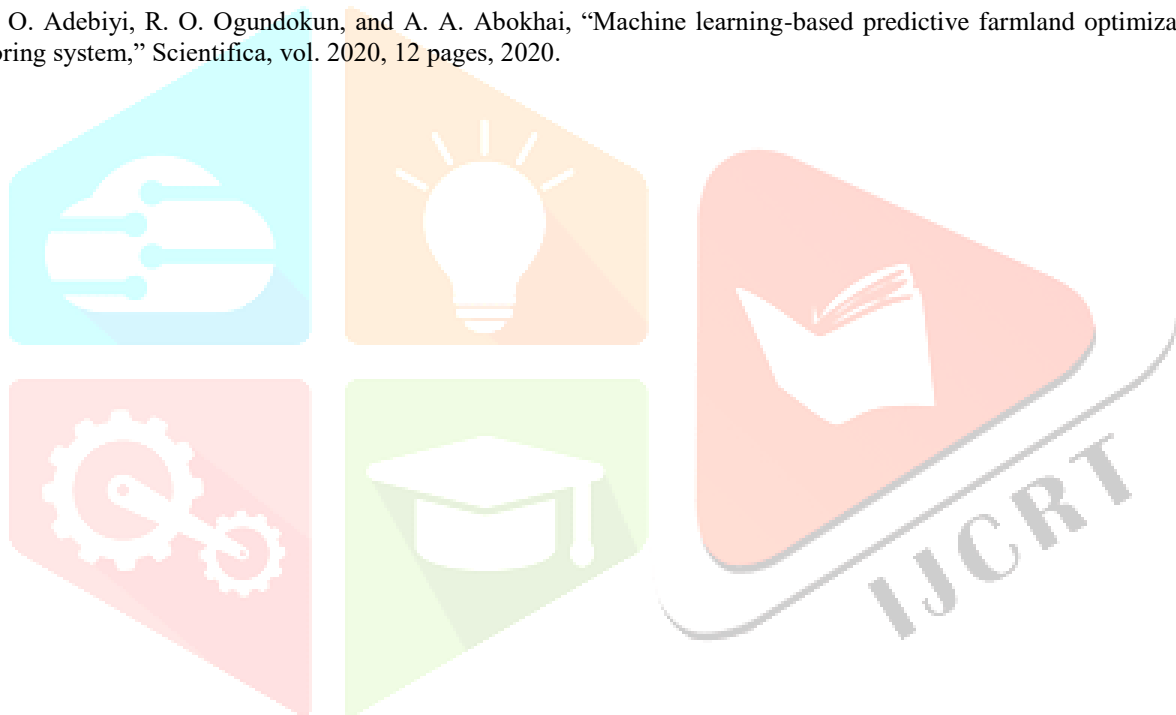 O. Adebiyi, R. O. Ogundokun, and A. A. Abokhai, “Machine learning-based predictive farmland optimiza
oring system,” Scientifica, vol. 2020, 12 pages, 2020.
IJCRT